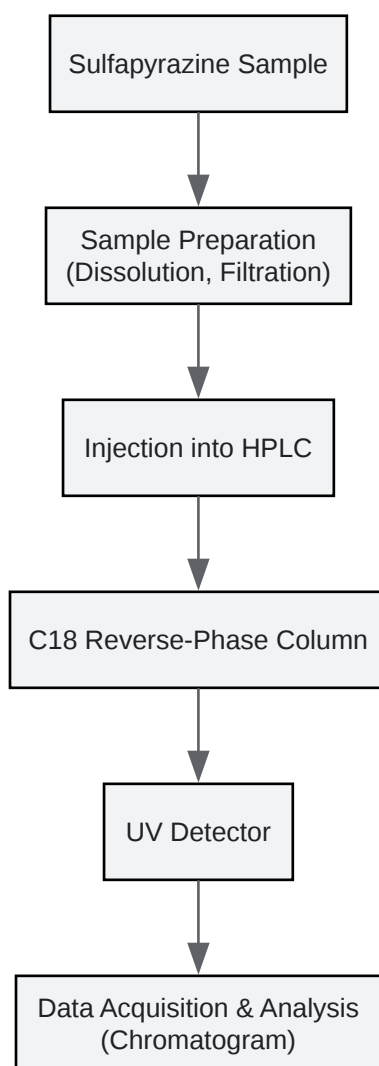 Sulfapyrazine Sample
Sample Preparation
(Dissolution, Filtration)
Injection into HPLC
C18 Reverse-Phase Column
UV Detector
Data Acquisition & Analysis
(Chromatogram)